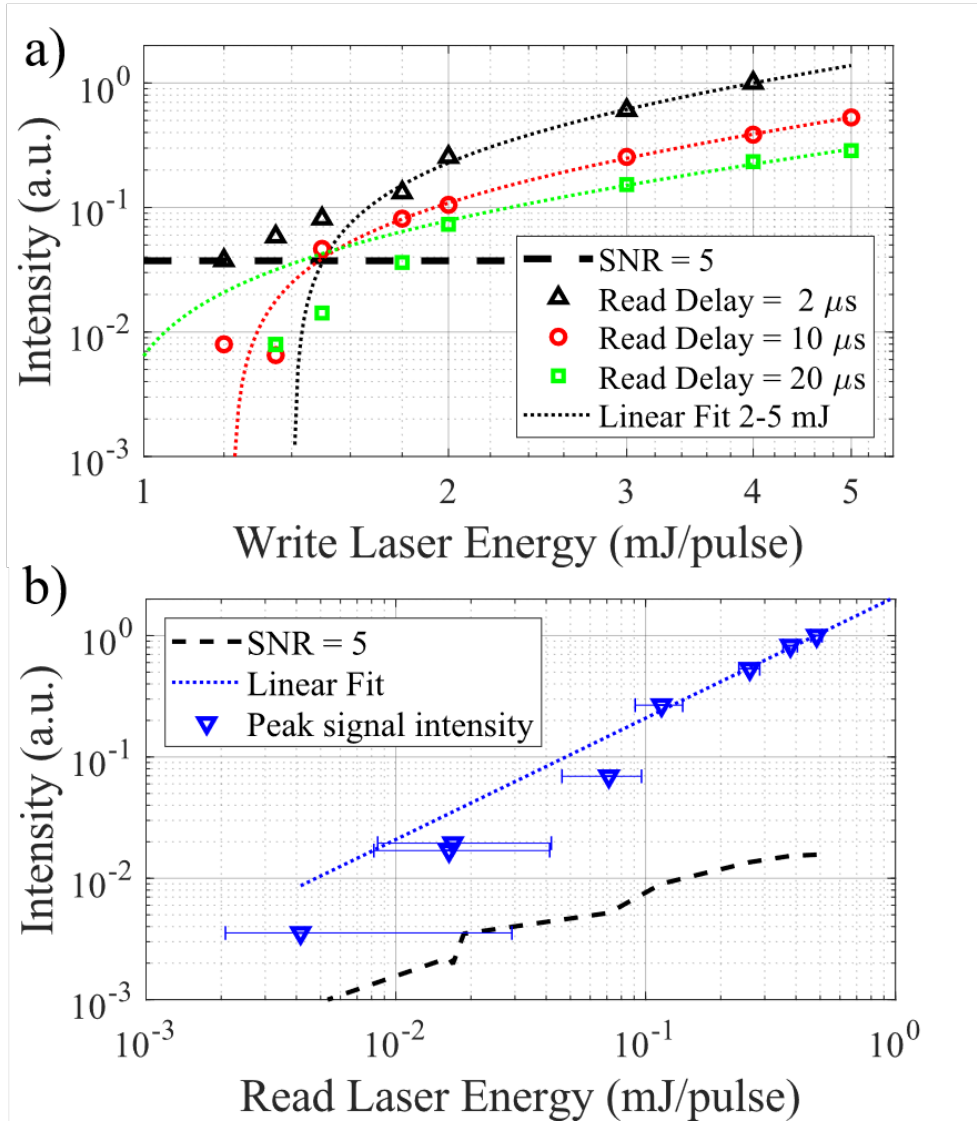 a)
10^0
10^-1
10^-2
10^-3
Intensity (a.u.)
SNR = 5
Read Delay = 2 μs
Read Delay = 10 μs
Read Delay = 20 μs
Linear Fit 2-5 mJ
1 2 3 4 5
Write Laser Energy (mJ/pulse)
b)
10^0
10^-1
10^-2
10^-3
Intensity (a.u.)
SNR = 5
Linear Fit
Peak signal intensity
10^-3 10^-2 10^-1 10^0
Read Laser Energy (mJ/pulse)